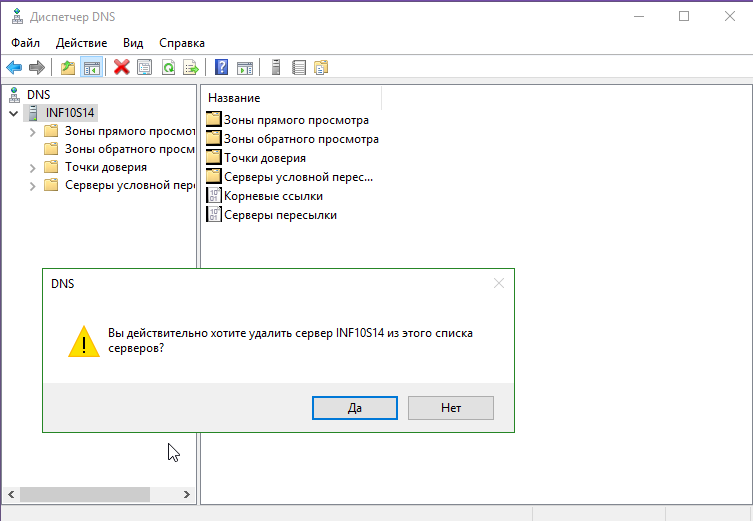 Диспетчер DNS
Файл Действие Вид Справка
DNS
INF10S14
Зоны прямого просмот
Зоны обратного просм
Точки доверия
Серверы условной пере
Название
Зоны прямого просмотра
Зоны обратного просмотра
Точки доверия
Серверы условной перес...
Корневые ссылки
Серверы пересылки
DNS
Вы действительно хотите удалить сервер INF10S14 из этого списка
серверов?
Да Нет